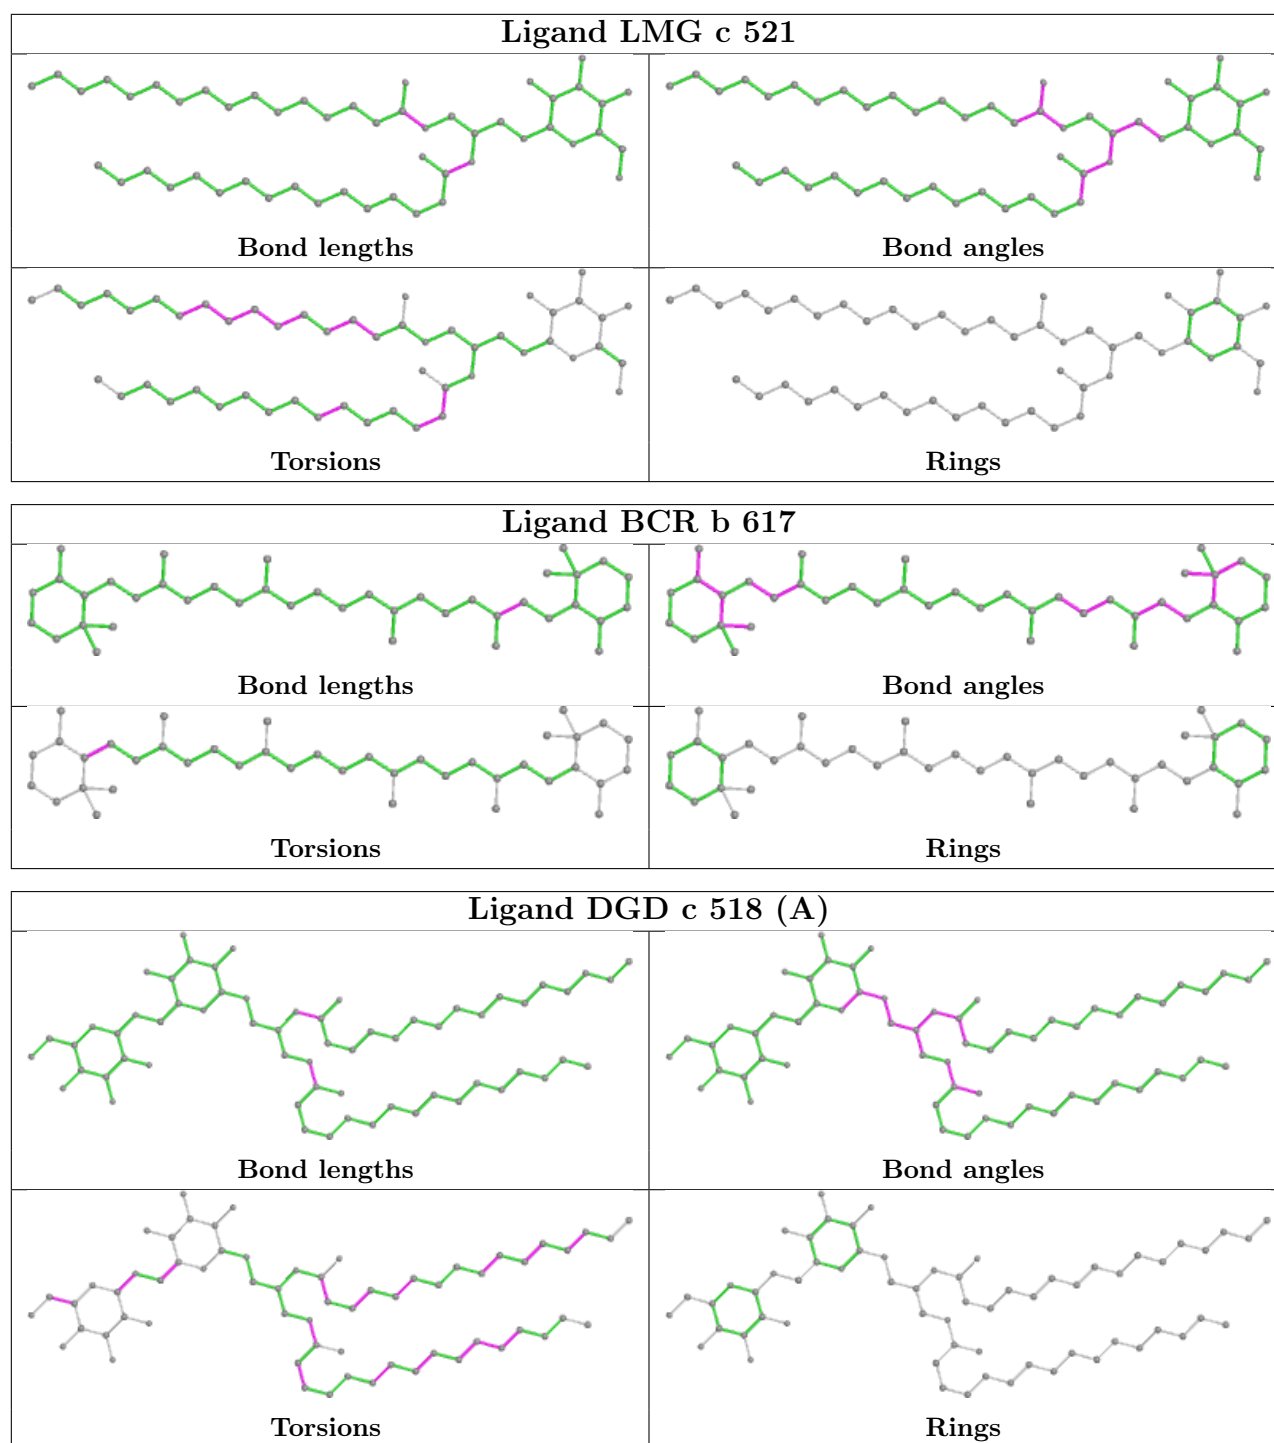 Ligand LMG c 521
Bond lengths
Bond angles
Torsions
Rings
Ligand BCR b 617
Bond lengths
Bond angles
Torsions
Rings
Ligand DGD c 518 (A)
Bond lengths
Bond angles
Torsions
Rings